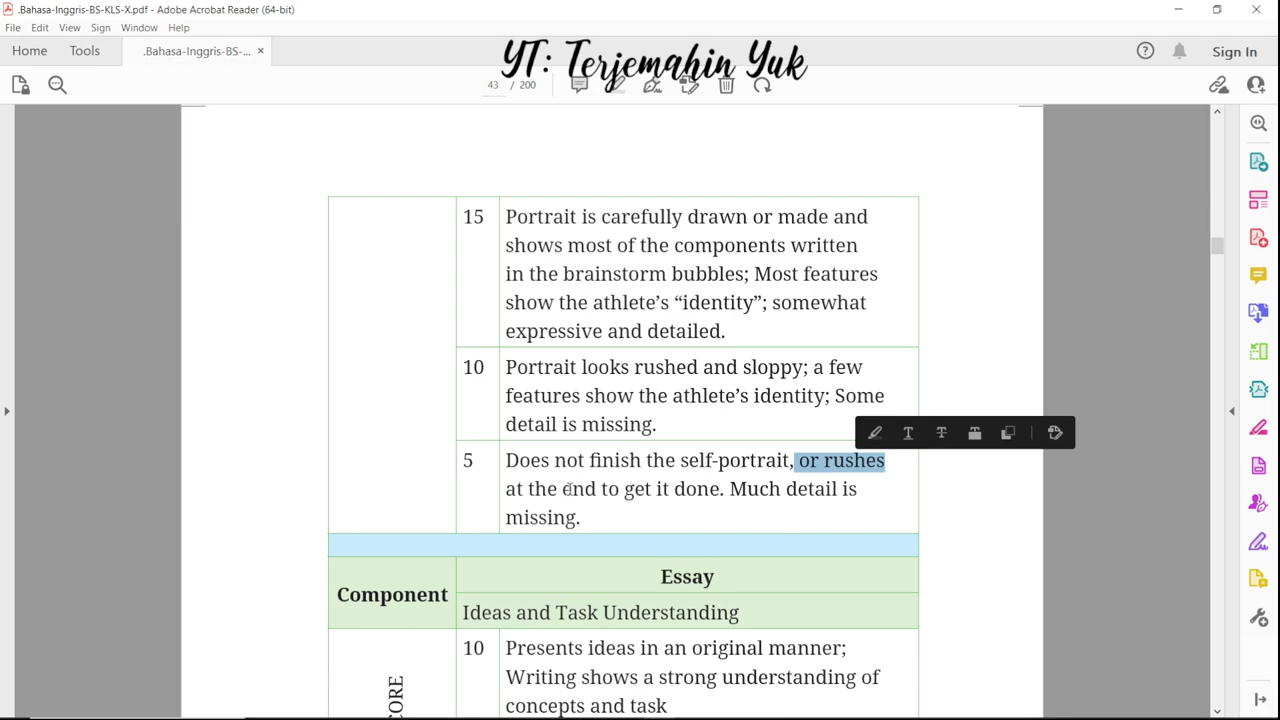 .Bahasa-Inggris-BS-KLS-X.pdf - Adobe Acrobat Reader (64-bit)
File Edit View Sign Window Help
Home Tools .Bahasa-Inggris-BS-... × Sign In
YT: Terjemahin Yuk
43 / 200
15 Portrait is carefully drawn or made and
shows most of the components written
in the brainstorm bubbles; Most features
show the athlete’s “identity”; somewhat
expressive and detailed.
10 Portrait looks rushed and sloppy; a few
features show the athlete’s identity; Some
detail is missing.
5 Does not finish the self-portrait, or rushes
at the end to get it done. Much detail is
missing.
Essay
Component
Ideas and Task Understanding
10 Presents ideas in an original manner;
Writing shows a strong understanding of
concepts and task